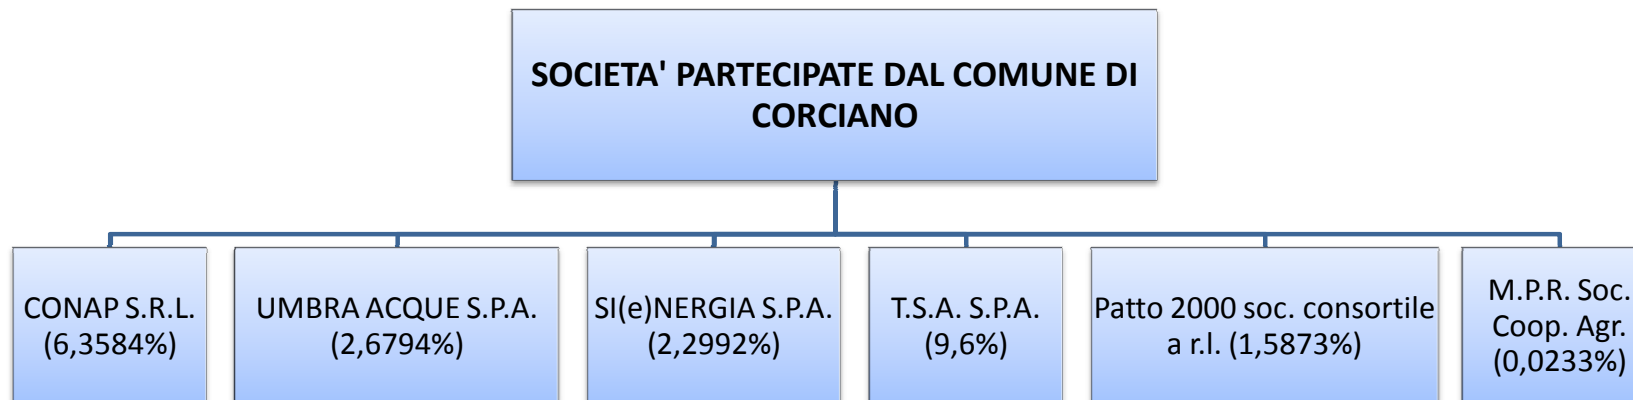 SOCIETA' PARTECIPATE DAL COMUNE DI
CORCIANO
CONAP S.R.L.
(6,3584%)
UMBRA ACQUE S.P.A.
(2,6794%)
SI(e)NERGIA S.P.A.
(2,2992%)
T.S.A. S.P.A.
(9,6%)
Patto 2000 soc. consortile
a r.l. (1,5873%)
M.P.R. Soc.
Coop. Agr.
(0,0233%)